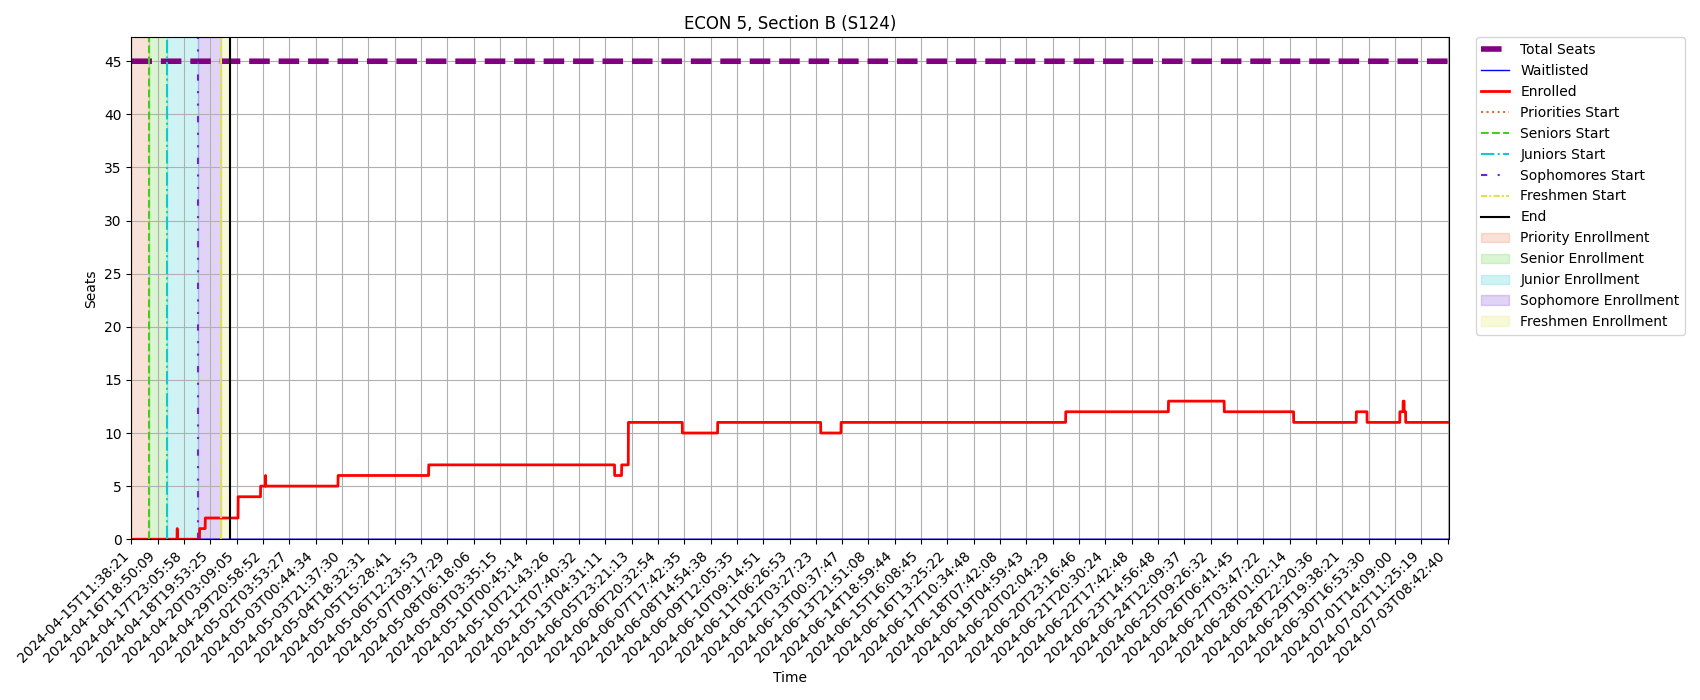 ECON 5, Section B (S124)
Seats
45
40
35
30
25
20
15
10
5
0
2024-04-15T11:38:21
2024-04-16T18:50:09
2024-04-17T23:05:58
2024-04-18T19:53:25
2024-04-20T03:09:05
2024-04-29T20:58:52
2024-05-02T03:53:27
2024-05-03T00:44:34
2024-05-03T21:37:30
2024-05-04T18:32:31
2024-05-05T15:28:41
2024-05-06T12:23:53
2024-05-07T09:17:29
2024-05-08T06:18:06
2024-05-09T03:35:15
2024-05-10T00:45:14
2024-05-10T21:43:26
2024-05-12T07:40:32
2024-05-13T04:31:11
2024-06-05T23:21:13
2024-06-06T20:32:54
2024-06-07T17:42:35
2024-06-08T14:54:38
2024-06-09T12:05:35
2024-06-10T09:14:51
2024-06-11T06:26:53
2024-06-12T03:27:23
2024-06-13T00:37:47
2024-06-13T21:51:08
2024-06-14T18:59:44
2024-06-15T16:08:45
2024-06-16T13:25:22
2024-06-17T10:34:48
2024-06-18T07:42:08
2024-06-19T04:59:43
2024-06-20T02:04:29
2024-06-20T23:16:46
2024-06-21T20:30:24
2024-06-22T17:42:48
2024-06-23T14:56:48
2024-06-24T12:09:37
2024-06-25T09:26:32
2024-06-26T06:41:45
2024-06-27T03:47:22
2024-06-28T01:02:14
2024-06-28T22:20:36
2024-06-29T19:38:21
2024-06-30T16:53:30
2024-07-01T14:09:00
2024-07-02T11:25:19
2024-07-03T08:42:40
Time
Total Seats
Waitlisted
Enrolled
Priorities Start
Seniors Start
Juniors Start
Sophomores Start
Freshmen Start
End
Priority Enrollment
Senior Enrollment
Junior Enrollment
Sophomore Enrollment
Freshmen Enrollment